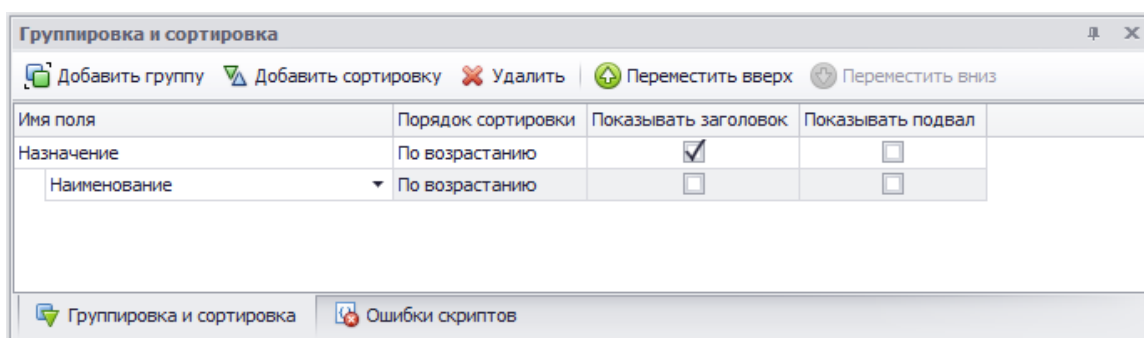 Группировка и сортировка
Добавить группу Добавить сортировку Удалить Переместить вверх Переместить вниз
Имя поля Порядок сортировки Показывать заголовок Показывать подвал
Назначение По возрастанию
Наименование По возрастанию
Группировка и сортировка Ошибки скриптов